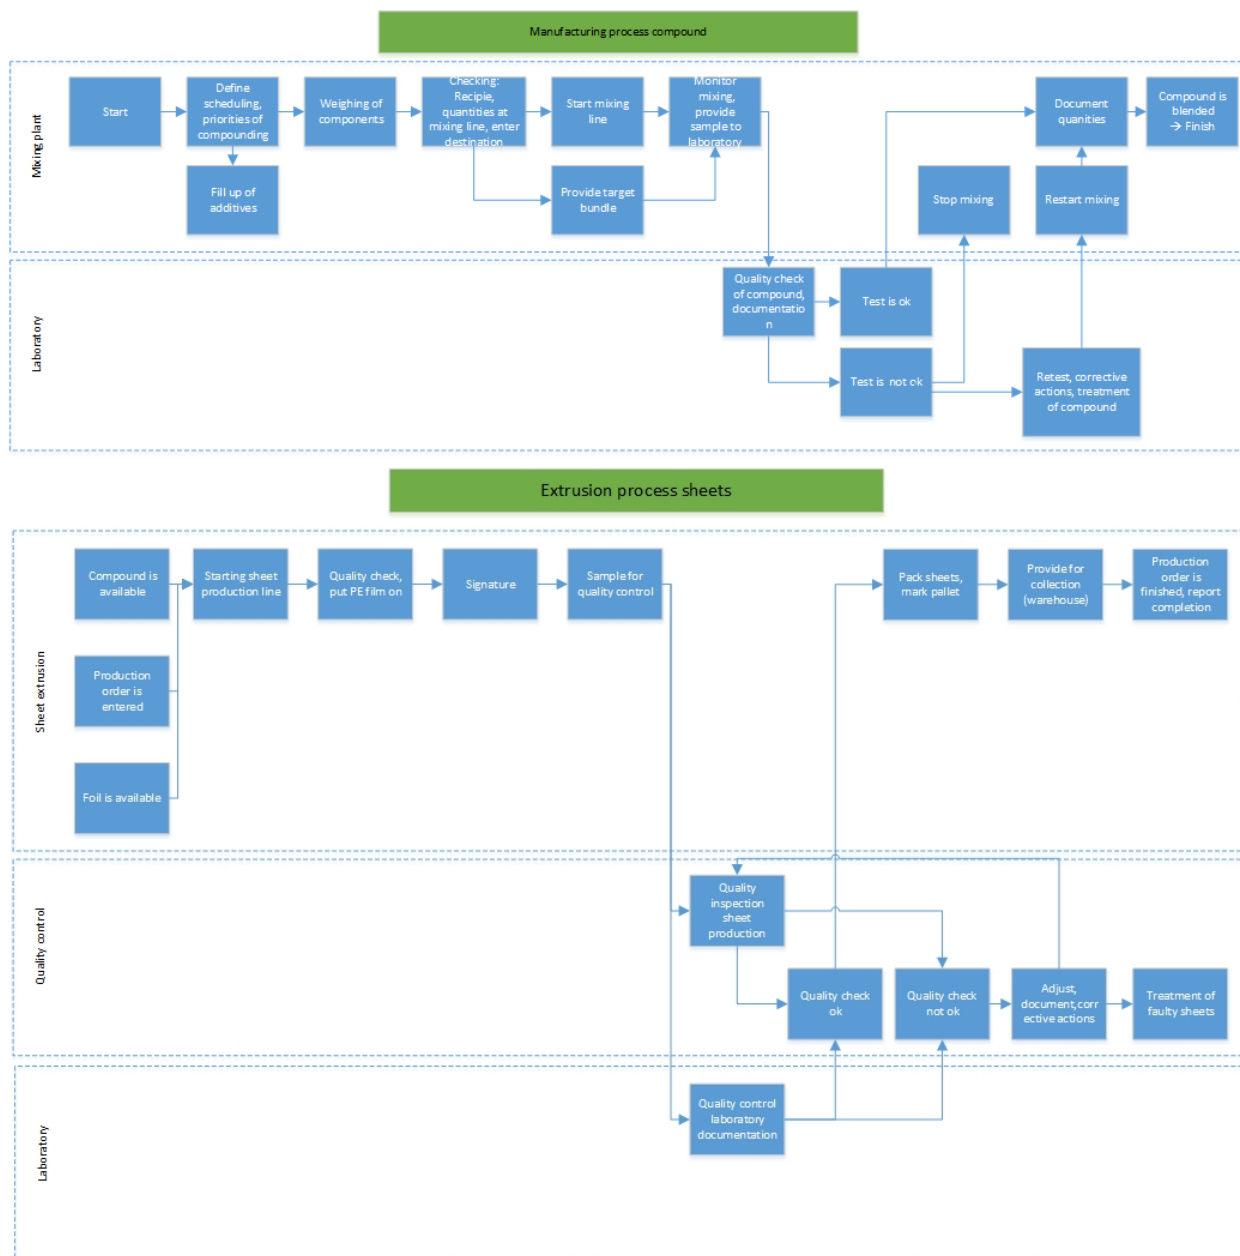 Manufacturing process compound
Mixing plant
Start
Define
scheduling,
priorities of
compounding
Weighing of
components
Checking:
Recipie,
quantities at
mixing line, enter
destination
Start mixing
line
Monitor
mixing,
provide
sample to
laboratory
Document
quanities
Compound is
blended
→ Finish
Fill up of
additives
Provide target
bundle
Stop mixing
Restart mixing
Laboratory
Quality check
of compound,
documentatio
n
Test is ok
Test is not ok
Retest, corrective
actions, treatment
of compound
Extrusion process sheets
Sheet extrusion
Compound is
available
Starting sheet
production line
Quality check,
put PE film on
Signature
Sample for
quality control
Pack sheets,
mark pallet
Provide for
collection
(warehouse)
Production
order is
finished, report
completion
Production
order is
entered
Foil is available
Quality control
Quality
inspection
sheet
production
Quality check
ok
Quality check
not ok
Adjust,
document,corr
ective actions
Treatment of
faulty sheets
Laboratory
Quality control
laboratory
documentation